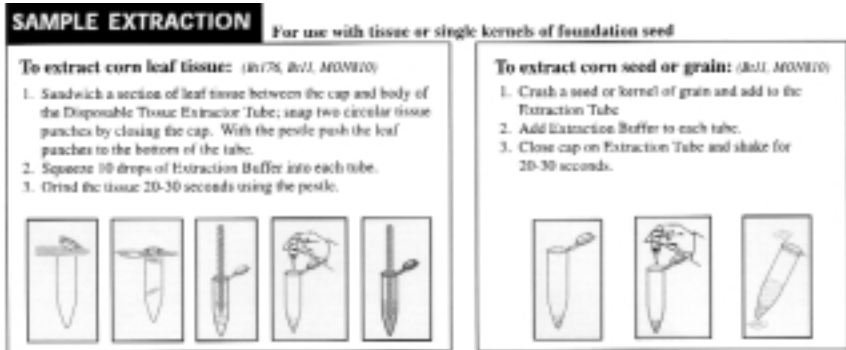 SAMPLE EXTRACTION
For use with tissue or single kernels of foundation seed
To extract corn leaf tissue: (Bt176, Bt11, MON810)
1. Sandwich a section of leaf tissue between the cap and body of
the Disposable Tissue Extractor Tube; snap two circular tissue
punches by closing the cap. With the pestle push the leaf
punches to the bottom of the tube.
2. Squeeze 10 drops of Extraction Buffer into each tube.
3. Grind the tissue 20-30 seconds using the pestle.
To extract corn seed or grain: (Bt11, MON810)
1. Crush a seed or kernel of grain and add to the
Extraction Tube
2. Add Extraction Buffer to each tube.
3. Close cap on Extraction Tube and shake for
20-30 seconds.